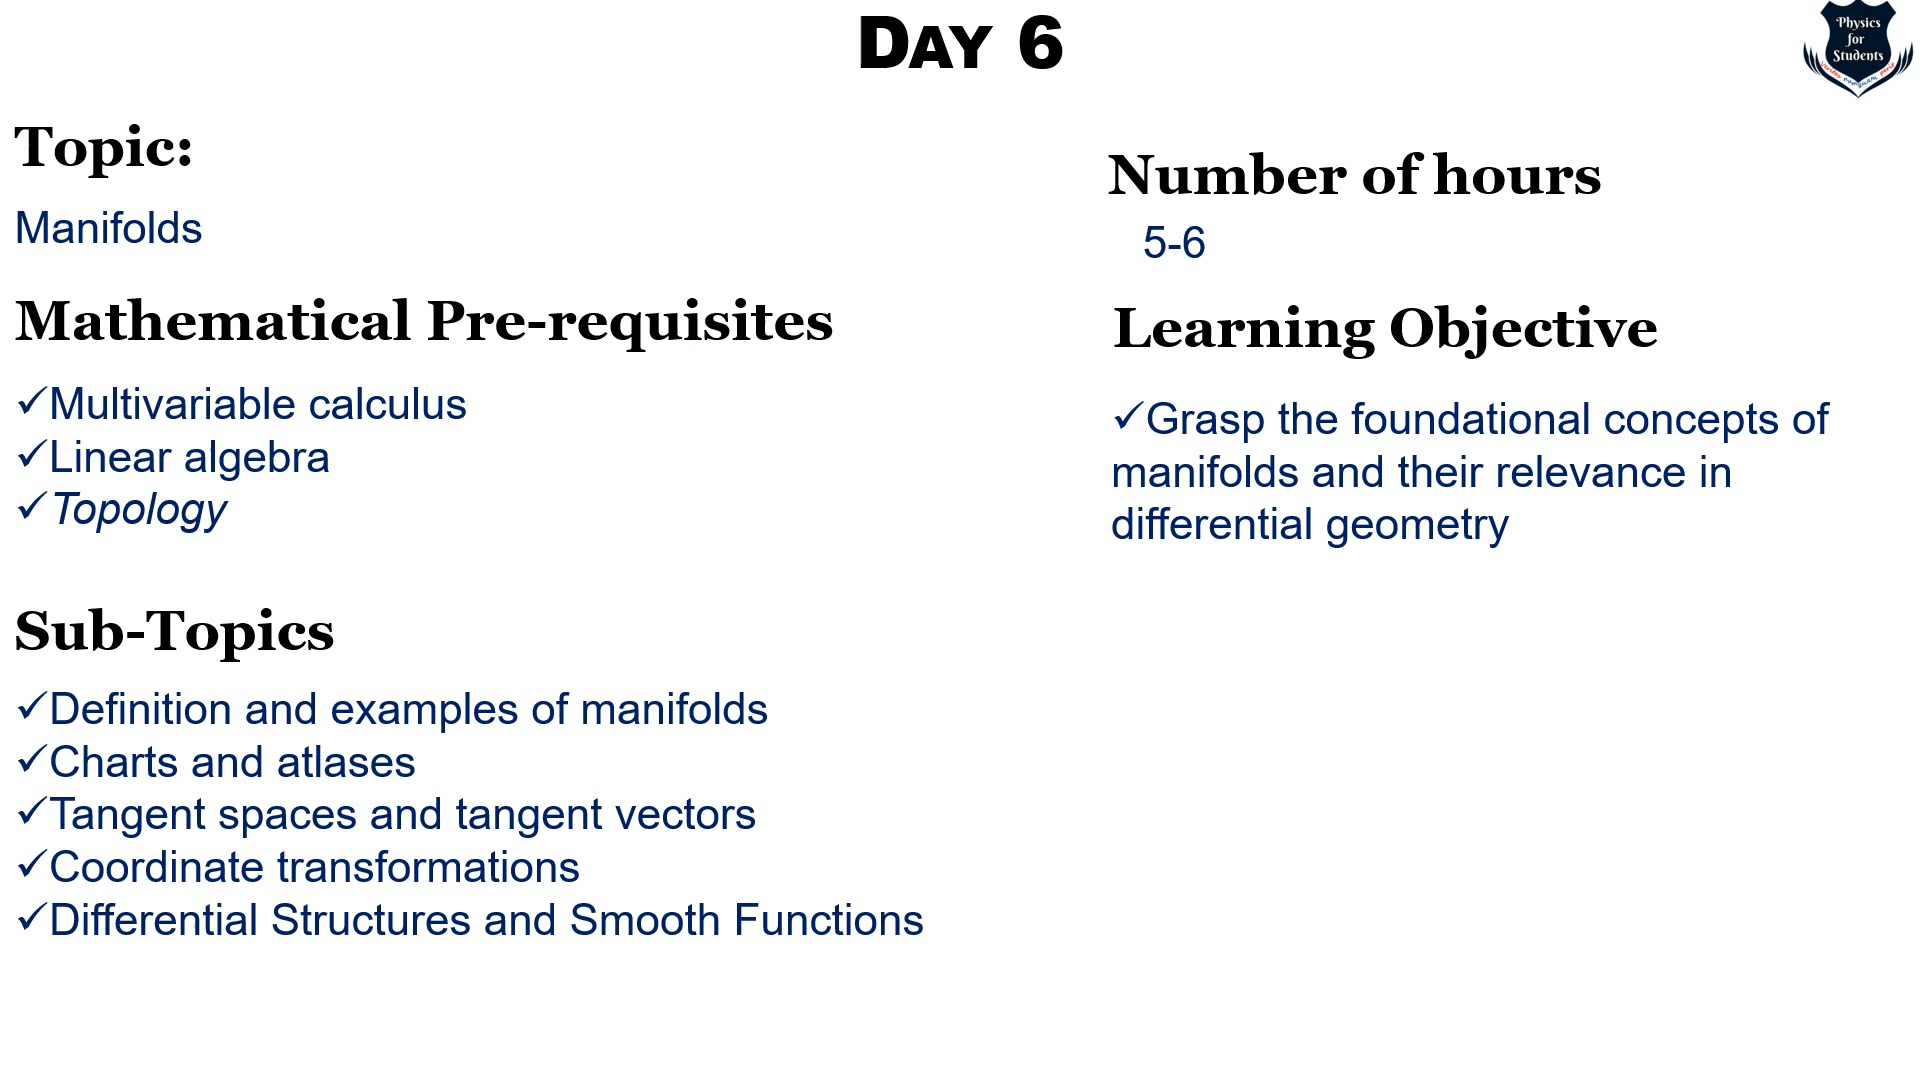 DAY 6
Physics
for
Students
Topic:
Manifolds
Mathematical Pre-requisites
✓Multivariable calculus
✓Linear algebra
✓Topology
Sub-Topics
✓Definition and examples of manifolds
✓Charts and atlases
✓Tangent spaces and tangent vectors
✓Coordinate transformations
✓Differential Structures and Smooth Functions
Number of hours
5-6
Learning Objective
✓Grasp the foundational concepts of
manifolds and their relevance in
differential geometry